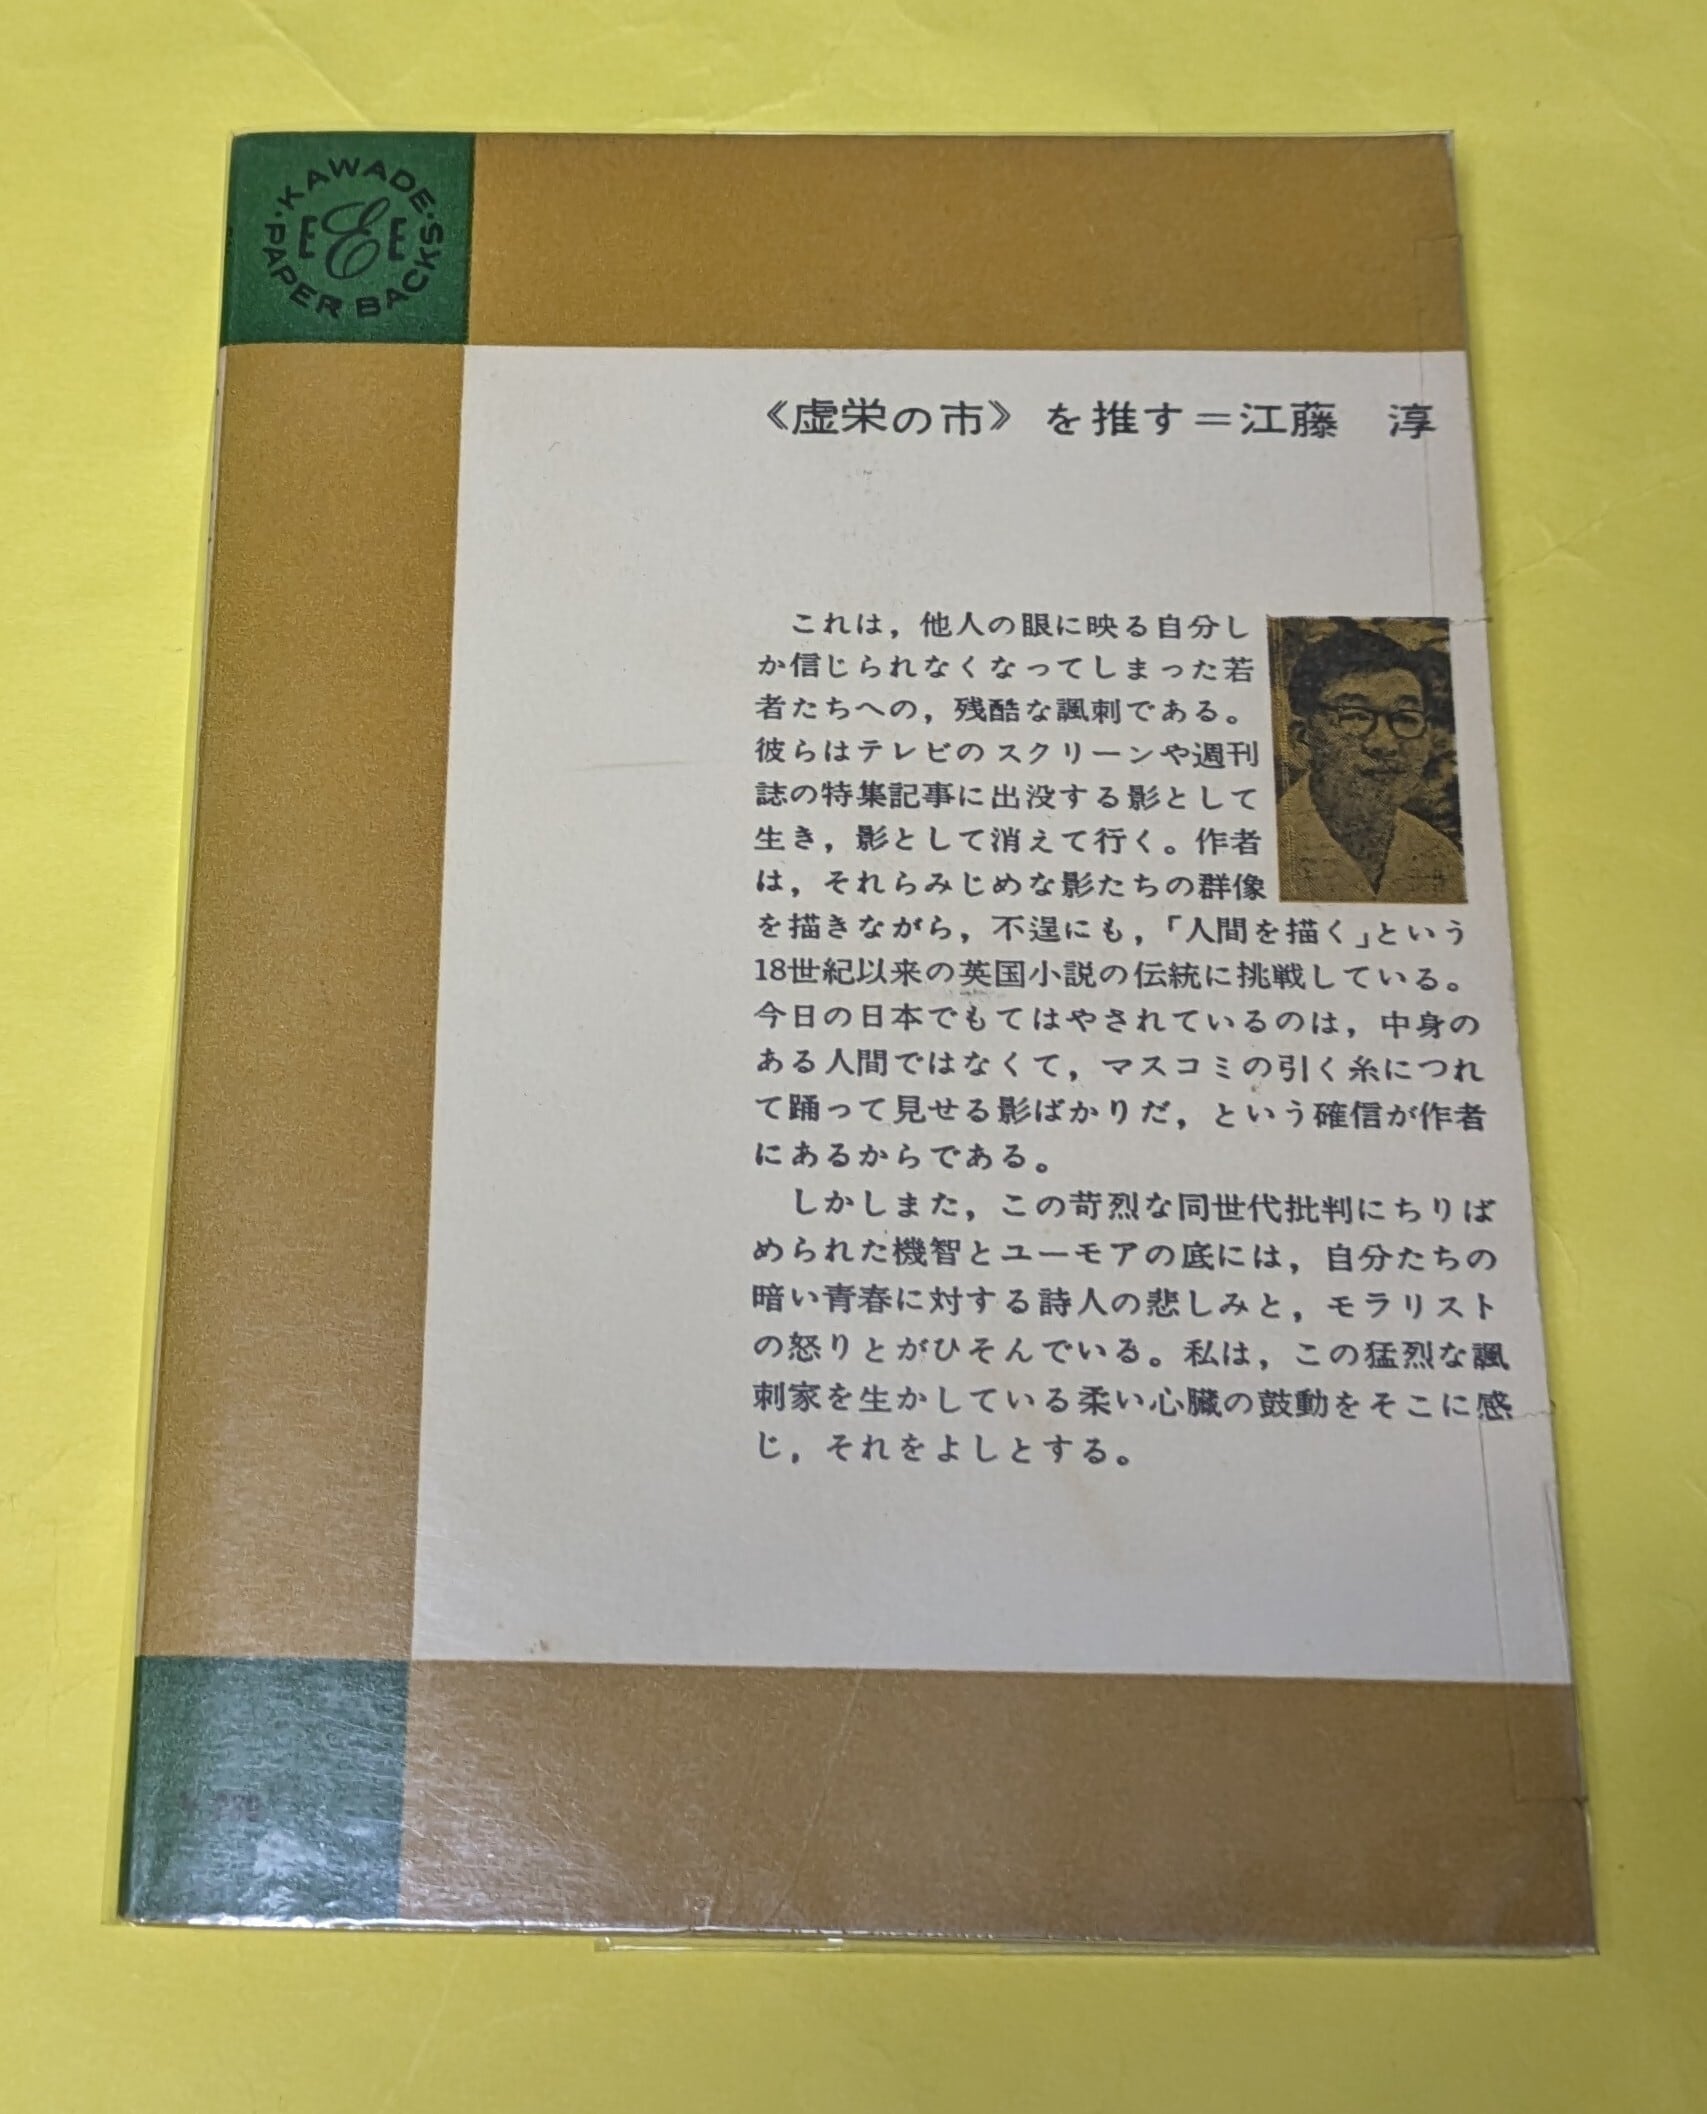 KAWADE・PAPER BACKS・
EEE
《虚栄の市》を推す＝江藤　淳
これは，他人の眼に映る自分し
か信じられなくなってしまった若
者たちへの，残酷な諷刺である。
彼らはテレビのスクリーンや週刊
誌の特集記事に出没する影として
生き，影として消えて行く。作者
は，それらみじめな影たちの群像
を描きながら，不逞にも，「人間を描く」という
18世紀以来の英国小説の伝統に挑戦している。
今日の日本でもてはやされているのは，中身の
ある人間ではなくて，マスコミの引く糸につれ
て踊って見せる影ばかりだ，という確信が作者
にあるからである。
しかしまた，この苛烈な同世代批判にちりば
められた機智とユーモアの底には，自分たちの
暗い青春に対する詩人の悲しみと，モラリスト
の怒りとがひそんでいる。私は，この猛烈な諷
刺家を生かしている柔い心臓の鼓動をそこに感
じ，それをよしとする。